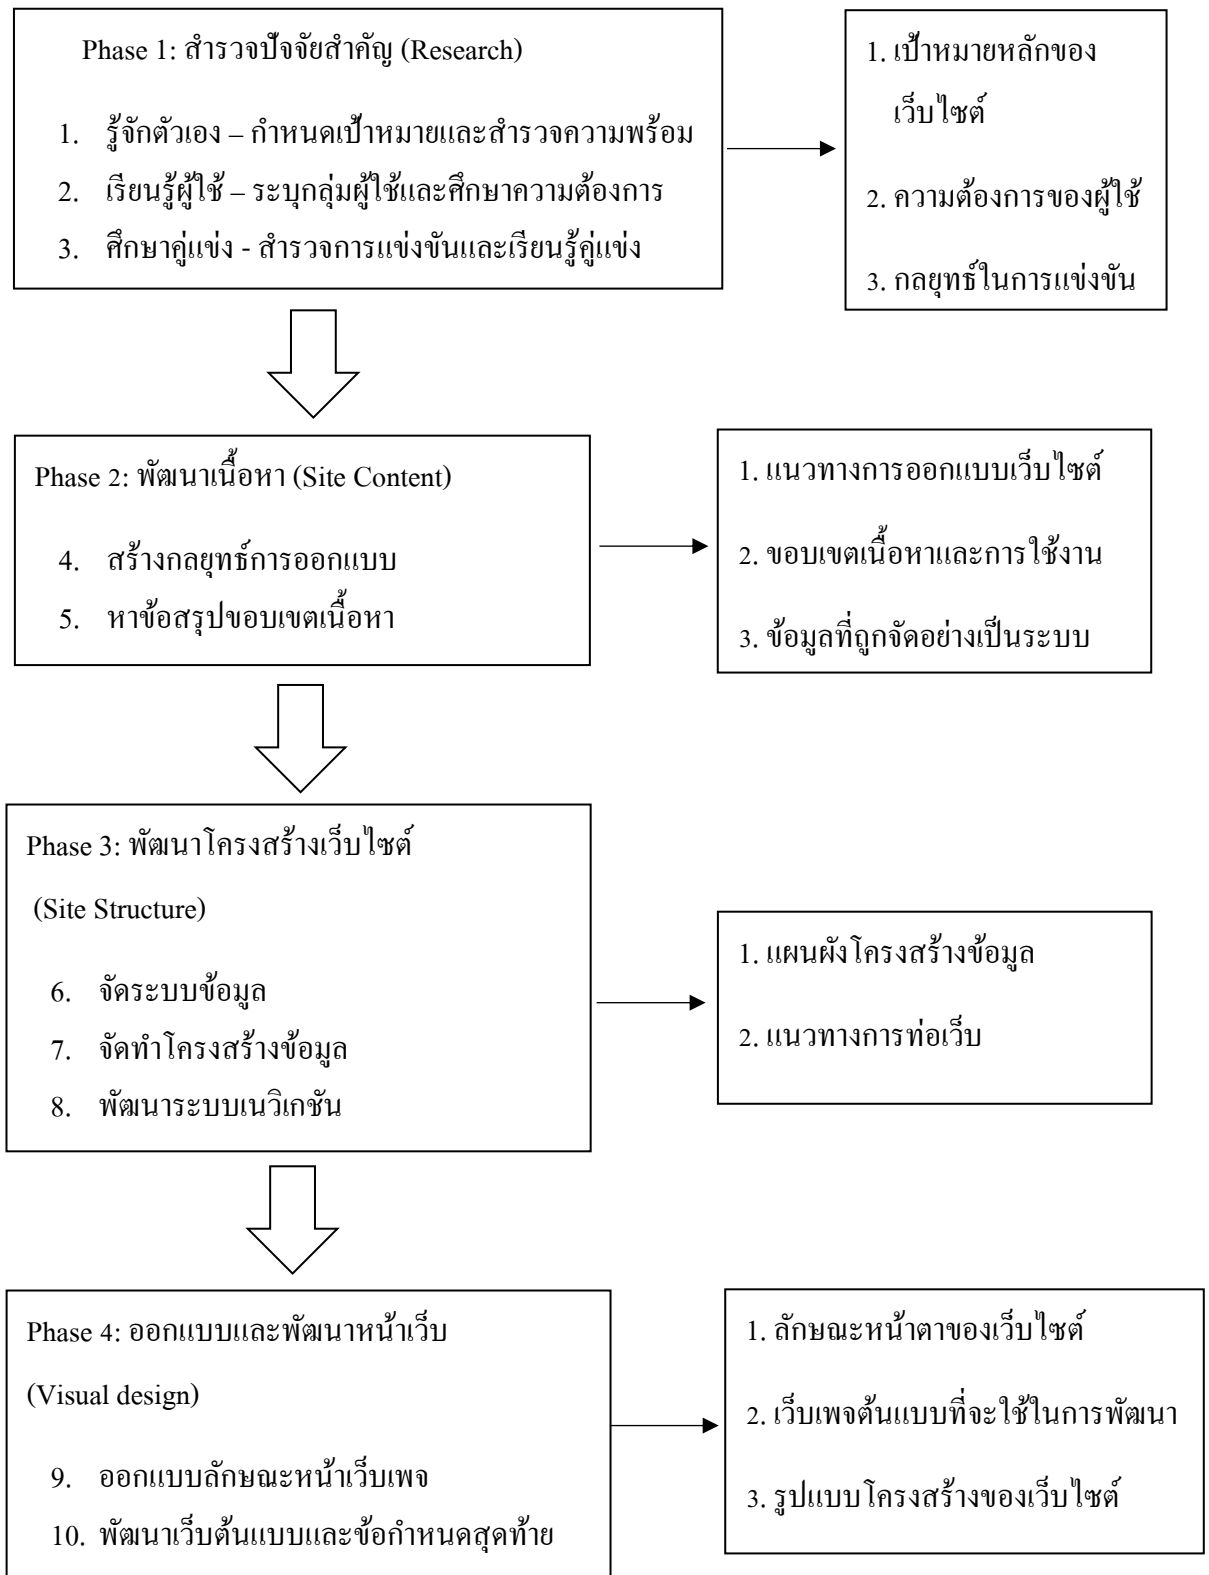 Phase 1: สำรวจปัจจัยสำคัญ (Research)
1. รู้จักตัวเอง – กำหนดเป้าหมายและสำรวจความพร้อม
2. เรียนรู้ผู้ใช้ – ระบุกลุ่มผู้ใช้และศึกษาความต้องการ
3. ศึกษาคู่แข่ง - สำรวจการแข่งขันและเรียนรู้คู่แข่ง
1. เป้าหมายหลักของ
เว็บไซต์
2. ความต้องการของผู้ใช้
3. กลยุทธ์ในการแข่งขัน
Phase 2: พัฒนาเนื้อหา (Site Content)
4. สร้างกลยุทธ์การออกแบบ
5. หาข้อสรุปขอบเขตเนื้อหา
1. แนวทางการออกแบบเว็บไซต์
2. ขอบเขตเนื้อหาและการใช้งาน
3. ข้อมูลที่ถูกจัดอย่างเป็นระบบ
Phase 3: พัฒนาโครงสร้างเว็บไซต์
(Site Structure)
6. จัดระบบข้อมูล
7. จัดทำโครงสร้างข้อมูล
8. พัฒนาระบบเนวิเกชัน
1. แผนผังโครงสร้างข้อมูล
2. แนวทางการท่อเว็บ
Phase 4: ออกแบบและพัฒนาหน้าเว็บ
(Visual design)
9. ออกแบบลักษณะหน้าเว็บเพจ
10. พัฒนาเว็บต้นแบบและข้อกำหนดสุดท้าย
1. ลักษณะหน้าตาของเว็บไซต์
2. เว็บเพจต้นแบบที่จะใช้ในการพัฒนา
3. รูปแบบโครงสร้างของเว็บไซต์